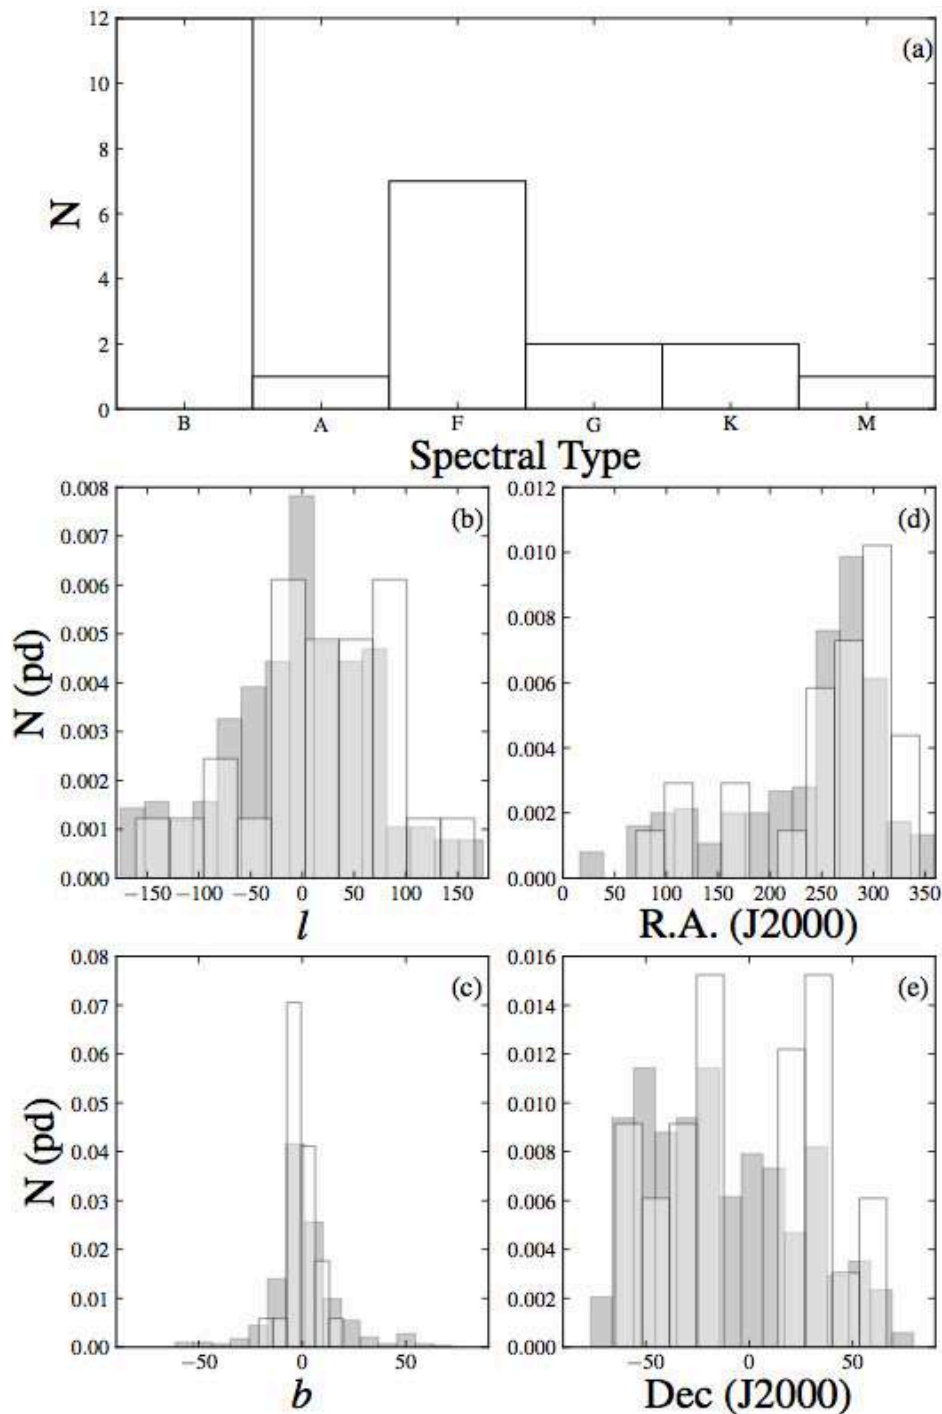 12
10
8
6
4
2
0
N
(a)
B A F G K M
Spectral Type
0.008
0.007
0.006
0.005
0.004
0.003
0.002
0.001
0.000
N (pd)
(b)
−150 −100 −50 0 50 100 150
l
0.012
0.010
0.008
0.006
0.004
0.002
0.000
(d)
0 50 100 150 200 250 300 350
R.A. (J2000)
0.08
0.07
0.06
0.05
0.04
0.03
0.02
0.01
0.00
N (pd)
(c)
−50 0 50
b
0.016
0.014
0.012
0.010
0.008
0.006
0.004
0.002
0.000
(e)
−50 0 50
Dec (J2000)